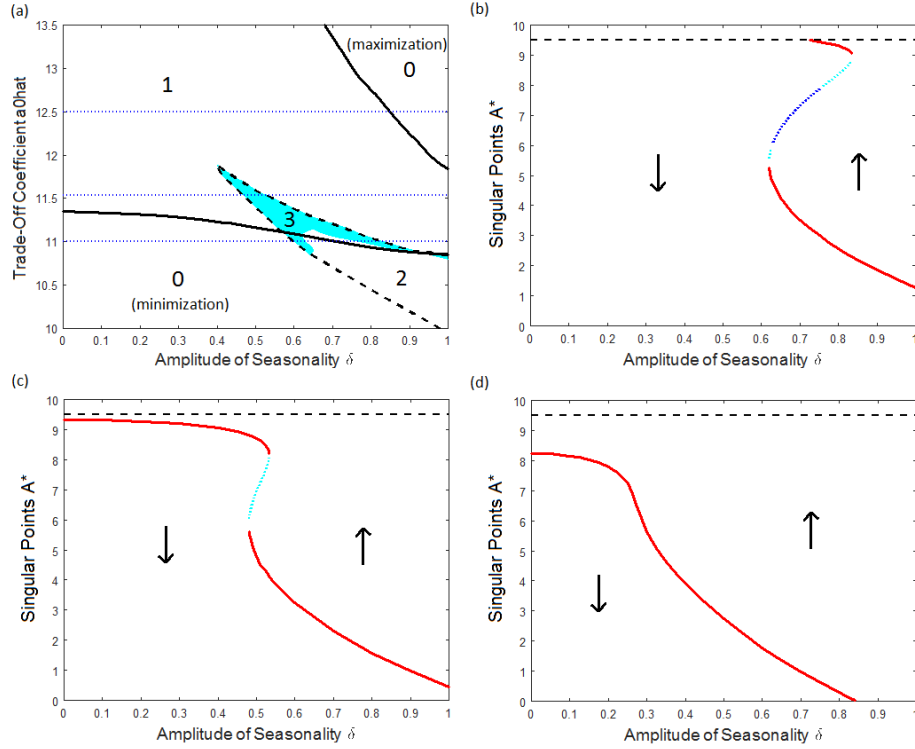 (a)
13.5
13
12.5
12
11.5
11
10.5
10
Trade-Off Coefficient a0hat
(maximization)
0
1
3
2
0
(minimization)
0 0.1 0.2 0.3 0.4 0.5 0.6 0.7 0.8 0.9 1
Amplitude of Seasonality δ
(b)
10
9
8
7
6
5
4
3
2
1
0
Singular Points A*
↓ ↑
0 0.1 0.2 0.3 0.4 0.5 0.6 0.7 0.8 0.9 1
Amplitude of Seasonality δ
(c)
10
9
8
7
6
5
4
3
2
1
0
Singular Points A*
↓ ↑
0 0.1 0.2 0.3 0.4 0.5 0.6 0.7 0.8 0.9 1
Amplitude of Seasonality δ
(d)
10
9
8
7
6
5
4
3
2
1
0
Singular Points A*
↑
↓
0 0.1 0.2 0.3 0.4 0.5 0.6 0.7 0.8 0.9 1
Amplitude of Seasonality δ